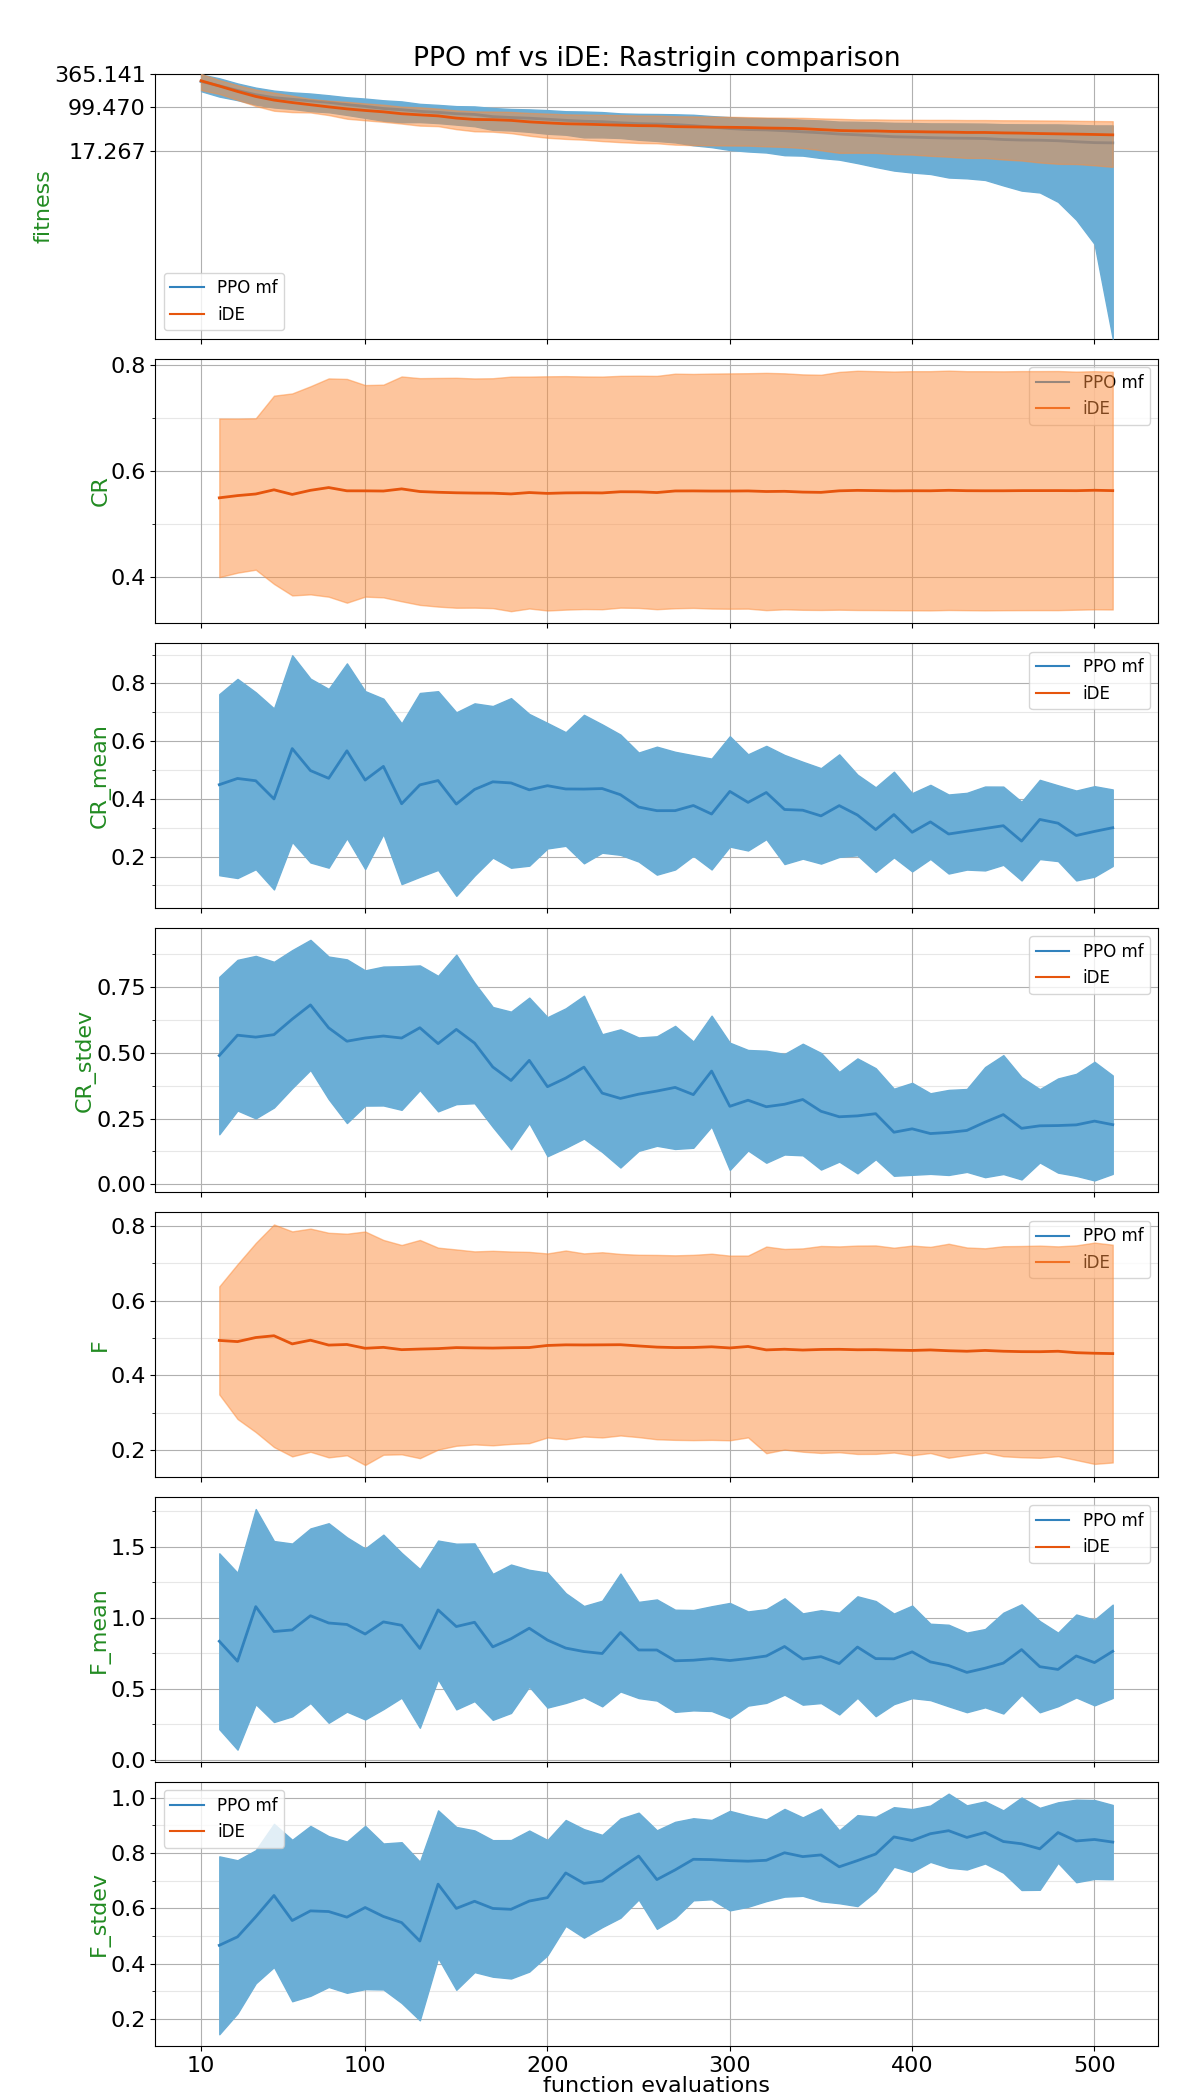 PPO mf vs iDE: Rastrigin comparison
365.141
99.470
17.267
fitness
PPO mf
iDE
0.8
0.6
0.4
CR
PPO mf
iDE
0.8
0.6
0.4
0.2
CR_mean
PPO mf
iDE
0.75
0.50
0.25
0.00
CR_stdev
PPO mf
iDE
0.8
0.6
0.4
0.2
F
PPO mf
iDE
1.5
1.0
0.5
0.0
F_mean
PPO mf
iDE
1.0
0.8
0.6
0.4
0.2
F_stdev
PPO mf
iDE
10 100 200 300 400 500
function evaluations